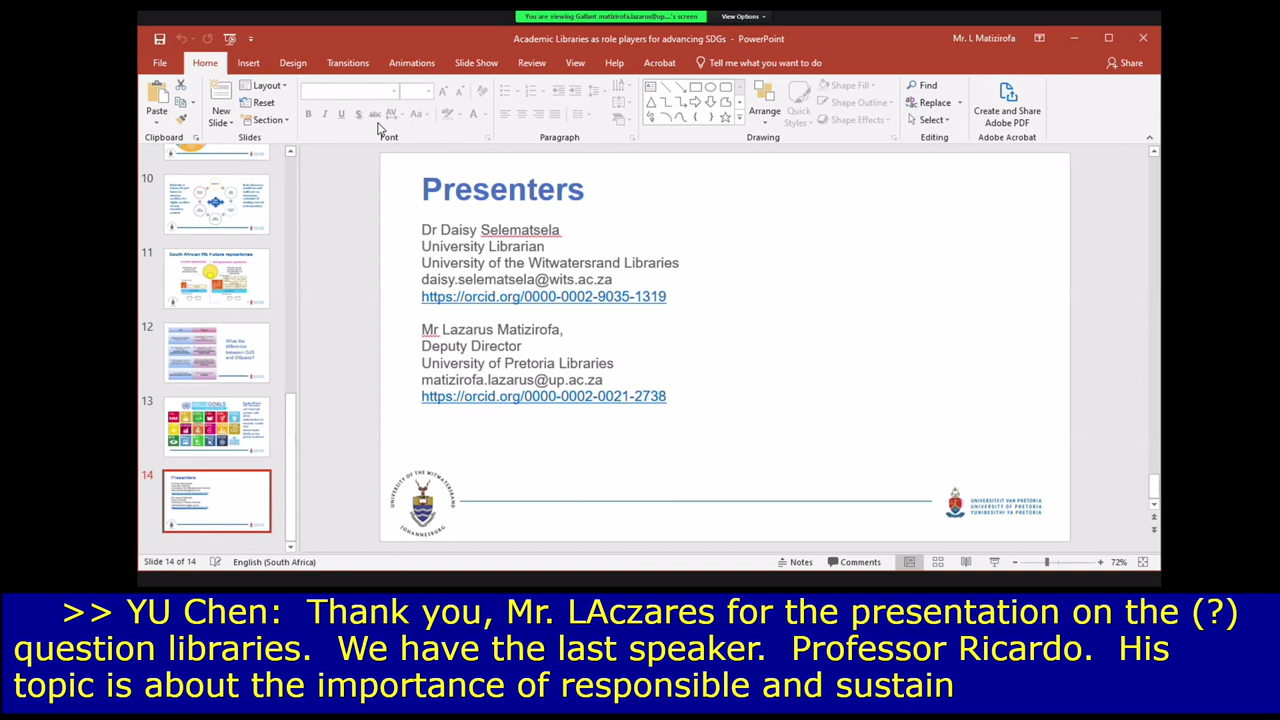 You are viewing Gallant matizirofa.lazarus@up....'s screen
View Options
Academic Libraries as role players for advancing SDGs - PowerPoint
Mr. L Matizirofa
File
Home
Insert
Design
Transitions
Animations
Slide Show
Review
View
Help
Acrobat
Tell me what you want to do
Share
Paste
Clipboard
New
Slide
Layout
Reset
Section
Slides
B I U S abc AV Aa A
Font
Paragraph
Arrange
Quick
Styles
Shape Fill
Shape Outline
Shape Effects
Drawing
Find
Replace
Select
Editing
Create and Share
Adobe PDF
Adobe Acrobat
10
11
South African Rb Future repositories
12
What the
difference
between OJS
and DSpace?
13
GOALS
14
Presenters
Presenters
Dr Daisy Selematsela
University Librarian
University of the Witwatersrand Libraries
daisy.selematsela@wits.ac.za
https://orcid.org/0000-0002-9035-1319
Mr Lazarus Matizirofa,
Deputy Director
University of Pretoria Libraries
matizirofa.lazarus@up.ac.za
https://orcid.org/0000-0002-0021-2738
UNIVERSITY OF THE WITWATERSRAND
JOHANNESBURG
UNIVERSITEIT VAN PRETORIA
UNIVERSITY OF PRETORIA
YUNIBESITHI YA PRETORIA
Slide 14 of 14
English (South Africa)
Notes
Comments
72%
>> YU Chen: Thank you, Mr. LAczares for the presentation on the (?)
question libraries. We have the last speaker. Professor Ricardo. His
topic is about the importance of responsible and sustain